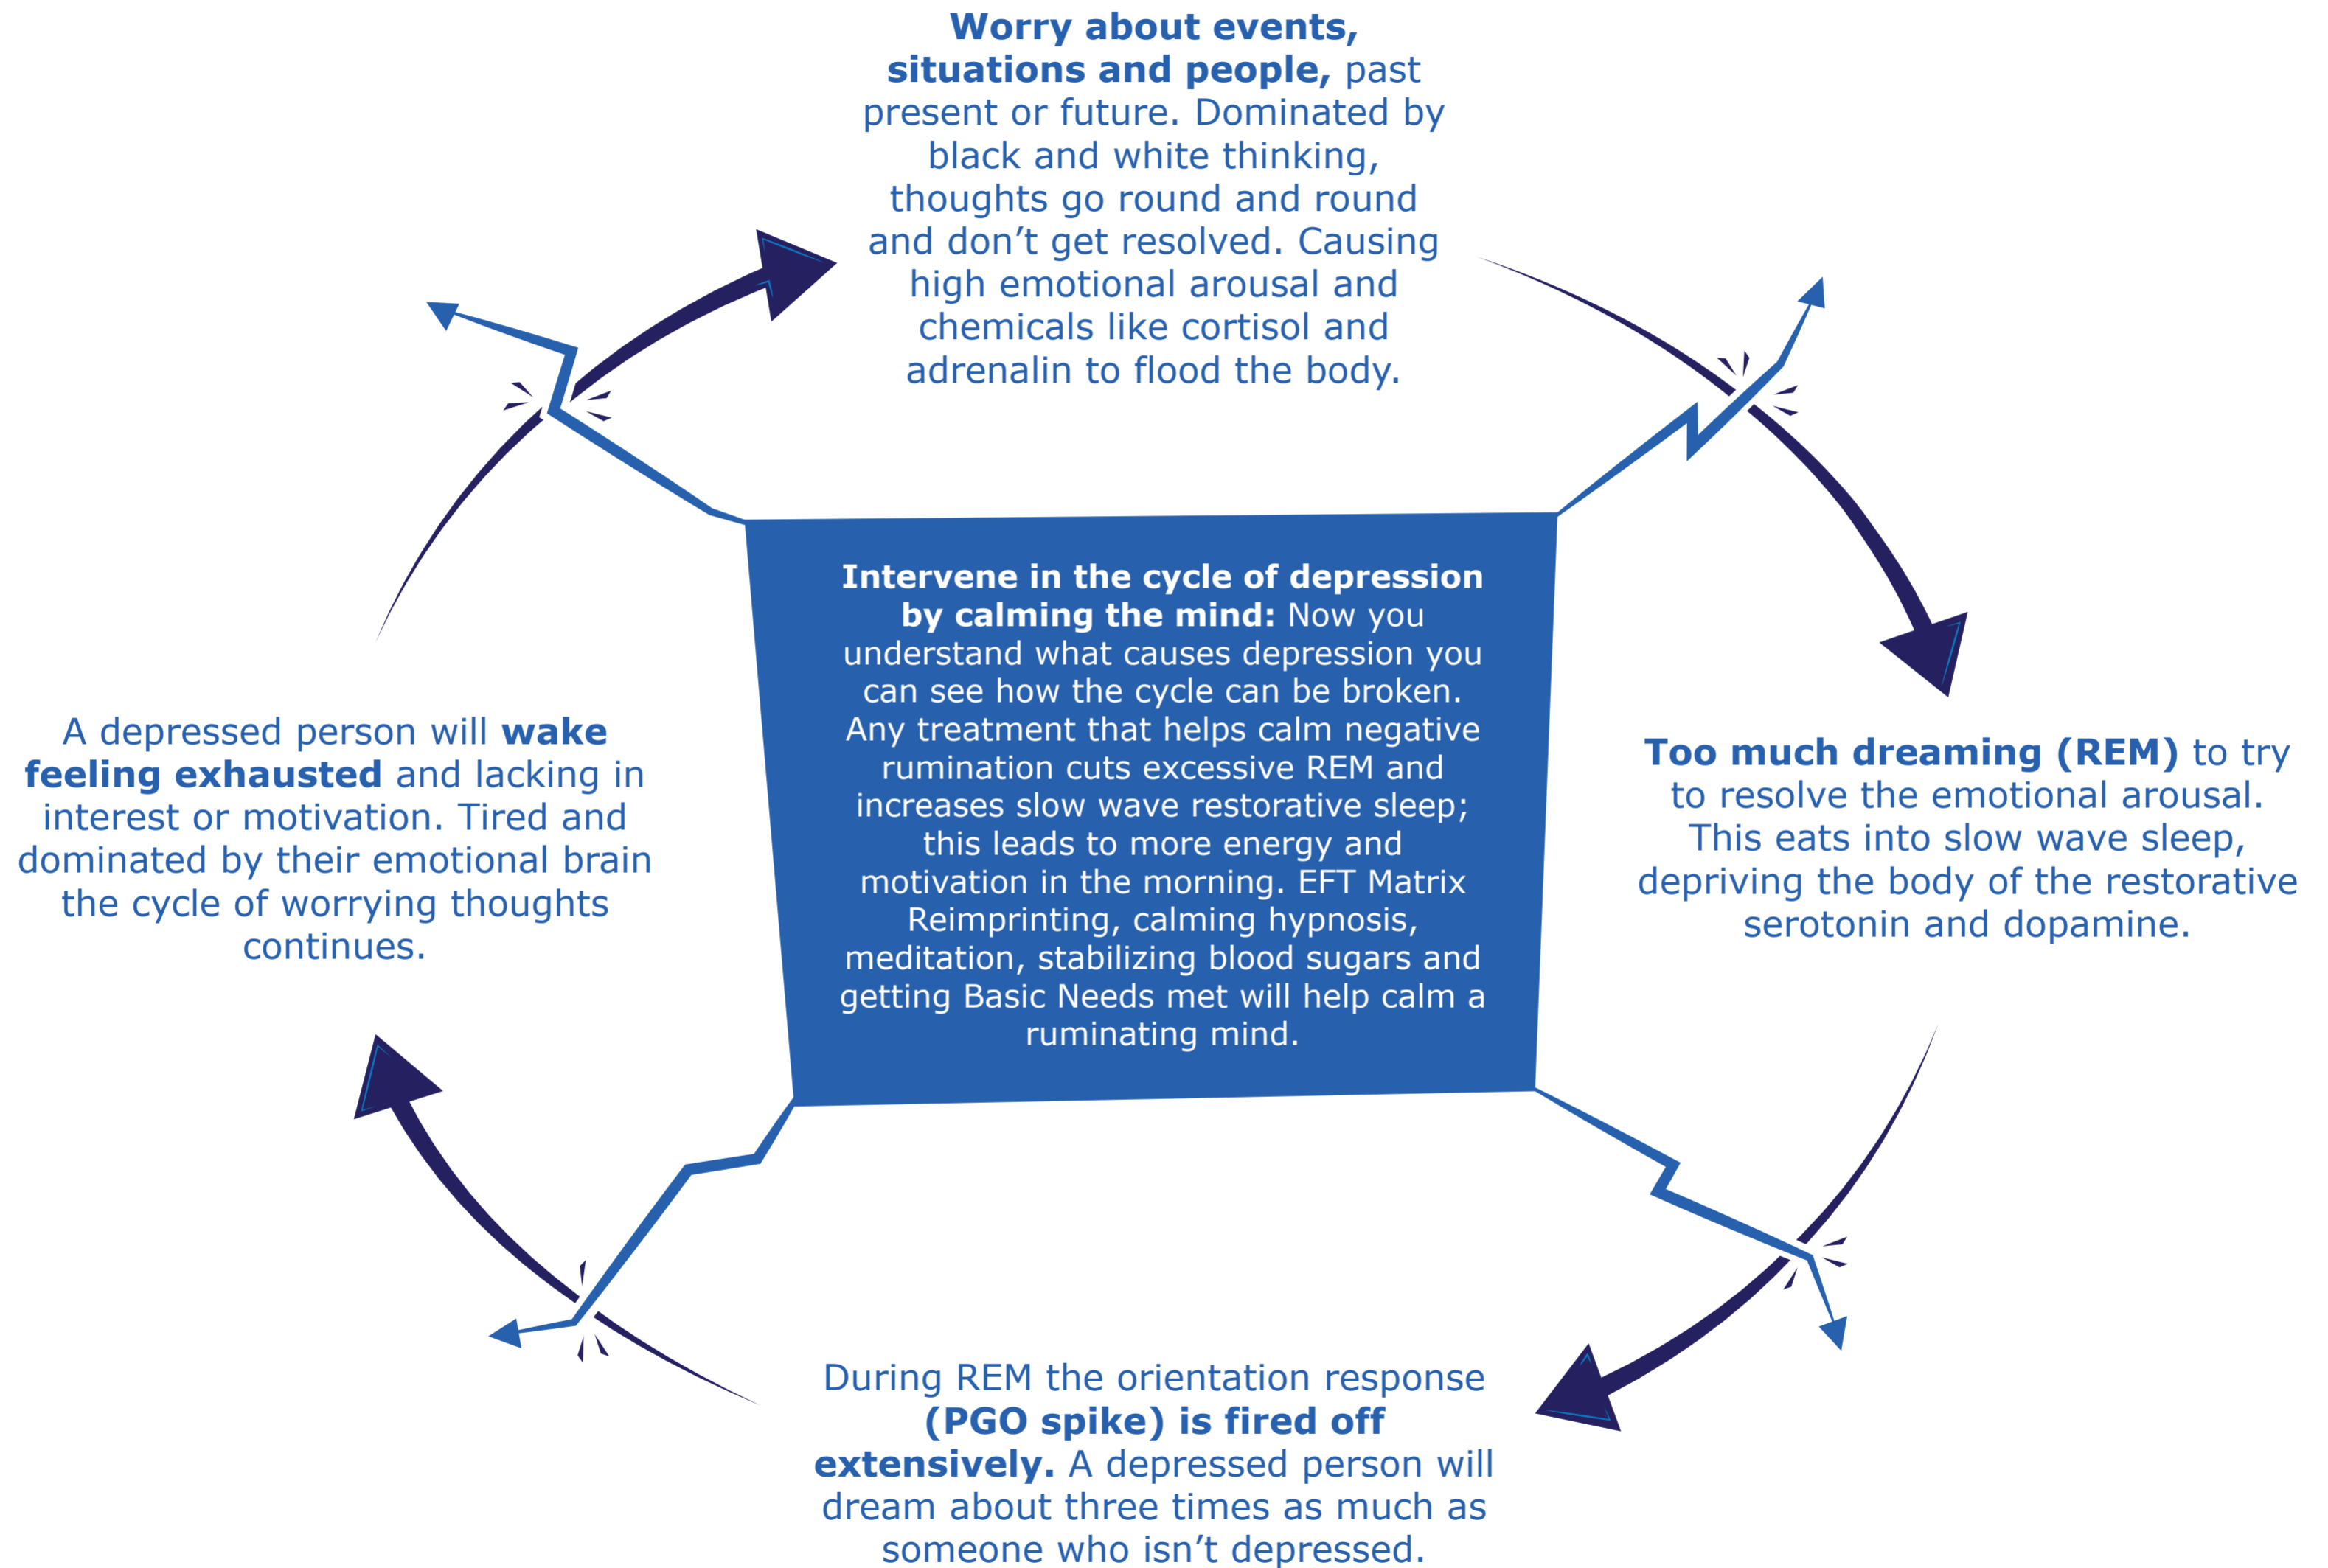 Worry about events,
situations and people, past
present or future. Dominated by
black and white thinking,
thoughts go round and round
and don’t get resolved. Causing
high emotional arousal and
chemicals like cortisol and
adrenalin to flood the body.
Too much dreaming (REM) to try
to resolve the emotional arousal.
This eats into slow wave sleep,
depriving the body of the restorative
serotonin and dopamine.
During REM the orientation response
(PGO spike) is fired off
extensively. A depressed person will
dream about three times as much as
someone who isn’t depressed.
A depressed person will wake
feeling exhausted and lacking in
interest or motivation. Tired and
dominated by their emotional brain
the cycle of worrying thoughts
continues.
Intervene in the cycle of depression
by calming the mind: Now you
understand what causes depression you
can see how the cycle can be broken.
Any treatment that helps calm negative
rumination cuts excessive REM and
increases slow wave restorative sleep;
this leads to more energy and
motivation in the morning. EFT Matrix
Reimprinting, calming hypnosis,
meditation, stabilizing blood sugars and
getting Basic Needs met will help calm a
ruminating mind.